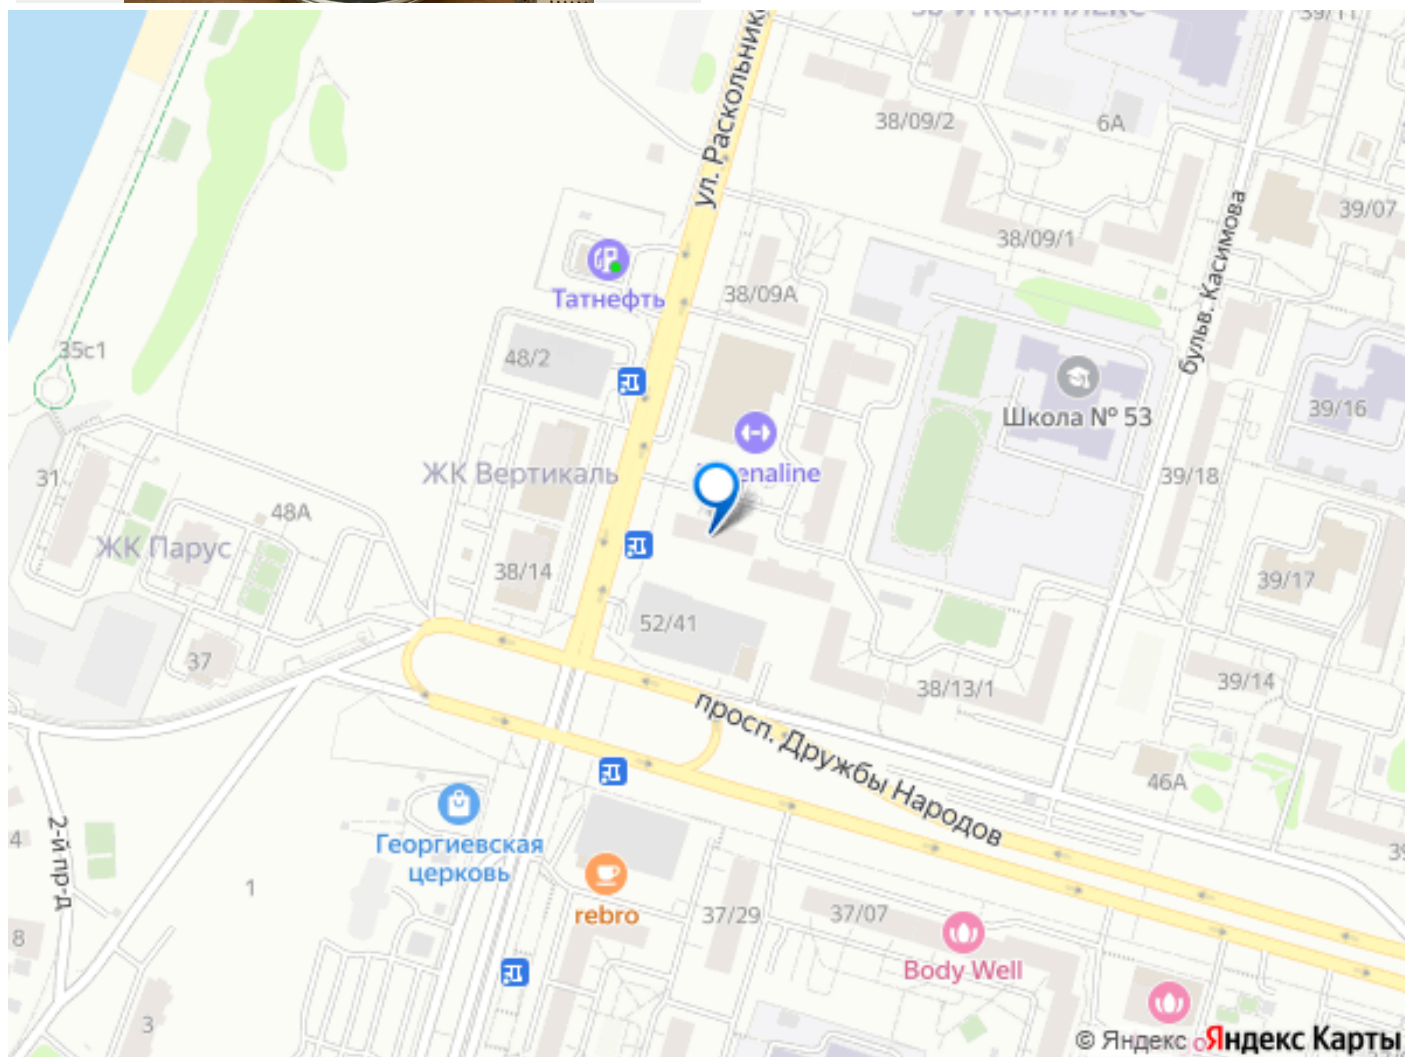 39/11
ул. Раскольников
38/09/2
6А
39/07
38/09/1
бульв. Касимова
Татнефть
38/09А
35с1
48/2
Школа № 53
39/16
ЖК Вертикаль
39/18
31
48А
ЖК Парус
38/14
39/17
52/41
37
38/13/1
39/14
просп. Дружбы Народов
46А
2-й пр-д
Георгиевская
церковь
1
rebro
37/29
37/07
8
Body Well
3
© Яндекс
Яндекс Карты